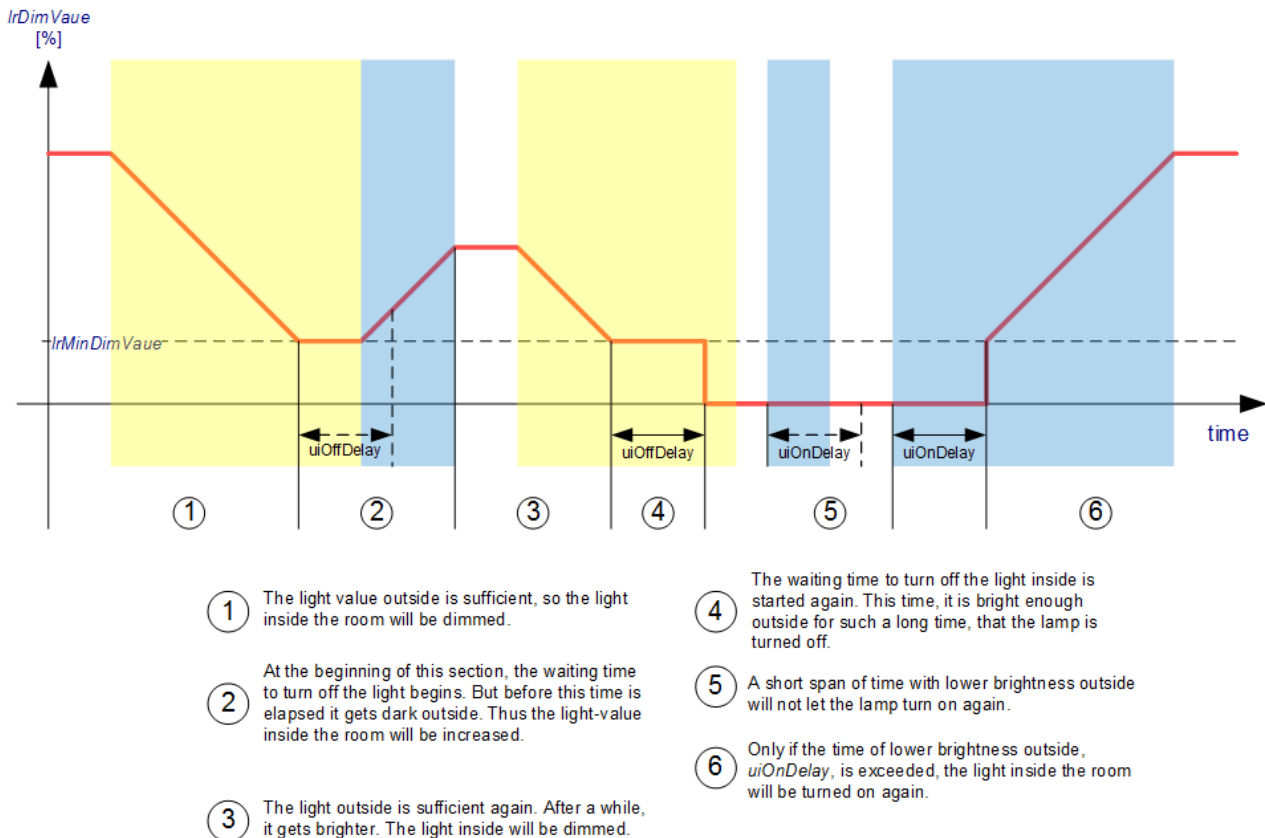 lrDimVaue
[%]
lrMinDimVaue
time
uiOffDelay
uiOffDelay
uiOnDelay
uiOnDelay
1
2
3
4
5
6
1
The light value outside is sufficient, so the light
inside the room will be dimmed.
2
At the beginning of this section, the waiting time
to turn off the light begins. But before this time is
elapsed it gets dark outside. Thus the light-value
inside the room will be increased.
3
The light outside is sufficient again. After a while,
it gets brighter. The light inside will be dimmed.
4
The waiting time to turn off the light inside is
started again. This time, it is bright enough
outside for such a long time, that the lamp is
turned off.
5
A short span of time with lower brightness outside
will not let the lamp turn on again.
6
Only if the time of lower brightness outside,
uiOnDelay, is exceeded, the light inside the room
will be turned on again.